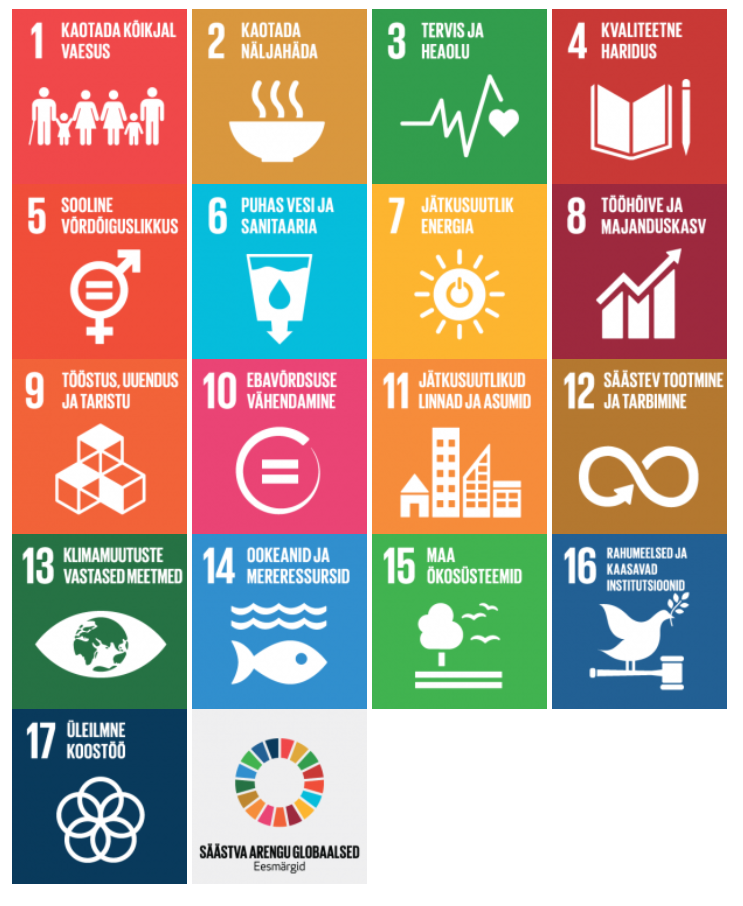 1 KAOTADA KÕIKJAL
VAESUS
2 KAOTADA
NÄLJAHÄDA
3 TERVIS JA
HEAOLU
4 KVALITEETNE
HARIDUS
5 SOOLINE
VÕRDÕIGUSLIKKUS
6 PUHAS VESI JA
SANITAARIA
7 JÄTKUSUUTLIK
ENERGIA
8 TÖÖHÕIVE JA
MAJANDUSKASV
9 TÖÖSTUS, UUENDUS
JA TARISTU
10 EBAVÕRDSUSE
VÄHENDAMINE
11 JÄTKUSUUTLIKUD
LINNAD JA ASUMID
12 SÄÄSTEV TOOTMINE
JA TARBIMINE
13 KLIMAMUUTUSTE
VASTASED MEETMED
14 OOKEANID JA
MERERESSURSID
15 MAA
ÖKOSÜSTEEMID
16 RAHUMEELSED JA
KAASAVAD
INSTITUTSIOONID
17 ÜLEILMNE
KOOSTÖÖ
SÄÄSTVA ARENGU GLOBAALSED
Eesmärgid